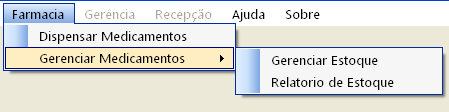 Farmacia Gerência Recepção Ajuda Sobre
Dispensar Medicamentos
Gerenciar Medicamentos
Gerenciar Estoque
Relatorio de Estoque